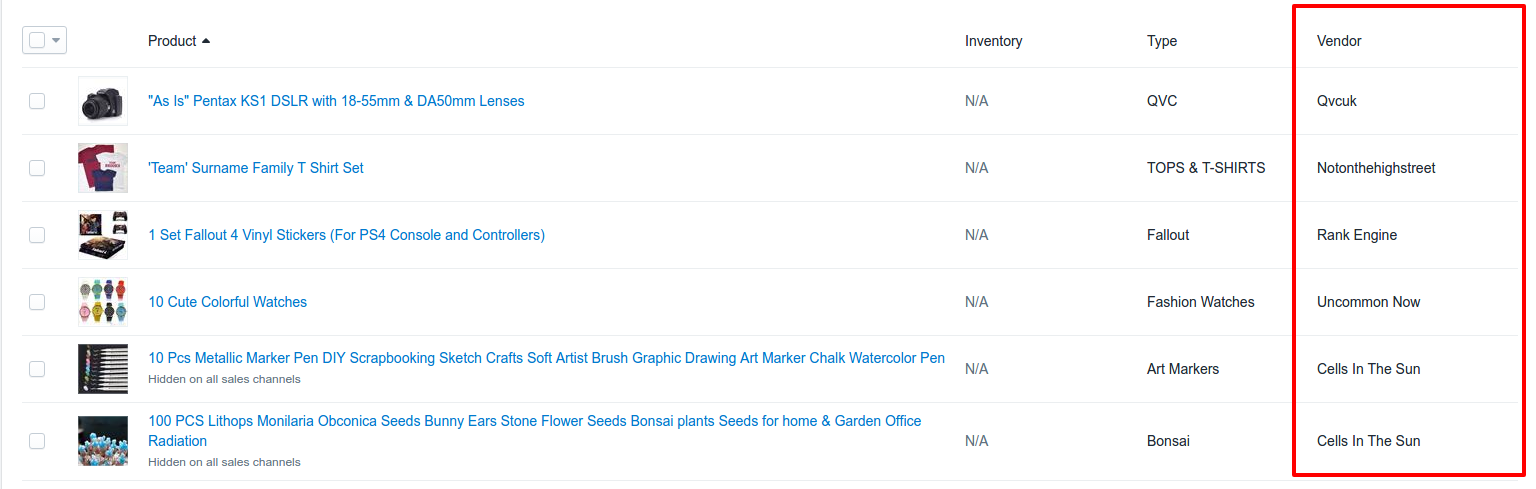 Product Inventory Type Vendor
"As Is" Pentax KS1 DSLR with 18-55mm & DA50mm Lenses N/A QVC Qvcuk
'Team' Surname Family T Shirt Set N/A TOPS & T-SHIRTS Notonthehighstreet
1 Set Fallout 4 Vinyl Stickers (For PS4 Console and Controllers) N/A Fallout Rank Engine
10 Cute Colorful Watches N/A Fashion Watches Uncommon Now
10 Pcs Metallic Marker Pen DIY Scrapbooking Sketch Crafts Soft Artist Brush Graphic Drawing Art Marker Chalk Watercolor Pen N/A Art Markers Cells In The Sun
Hidden on all sales channels
100 PCS Lithops Monilaria Obconica Seeds Bunny Ears Stone Flower Seeds Bonsai plants Seeds for home & Garden Office
Radiation N/A Bonsai Cells In The Sun
Hidden on all sales channels